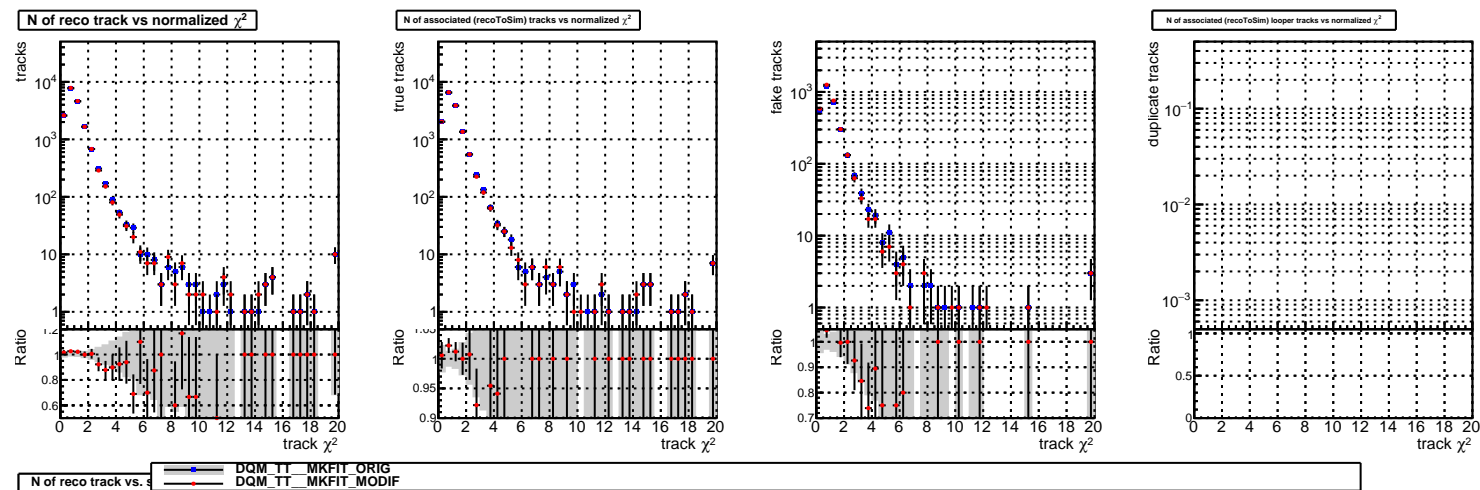 N of reco track vs normalized χ²
N of associated (recoToSim) tracks vs normalized χ²
N of associated (recoToSim) looper tracks vs normalized χ²
tracks
10⁴
10³
10²
10
1
Ratio
1.2
1
0.8
0.6
0 2 4 6 8 10 12 14 16 18 20
track χ²
true tracks
10⁴
10³
10²
10
1
Ratio
1.05
1
0.95
0.9
0 2 4 6 8 10 12 14 16 18 20
track χ²
fake tracks
10³
10²
10
1
Ratio
1
0.9
0.8
0.7
0 2 4 6 8 10 12 14 16 18 20
track χ²
duplicate tracks
10⁻¹
10⁻²
10⁻³
Ratio
1
0.5
0
0 2 4 6 8 10 12 14 16 18 20
track χ²
N of reco track vs. s
DQM_TT__MKFIT_ORIG
DQM_TT__MKFIT_MODIF